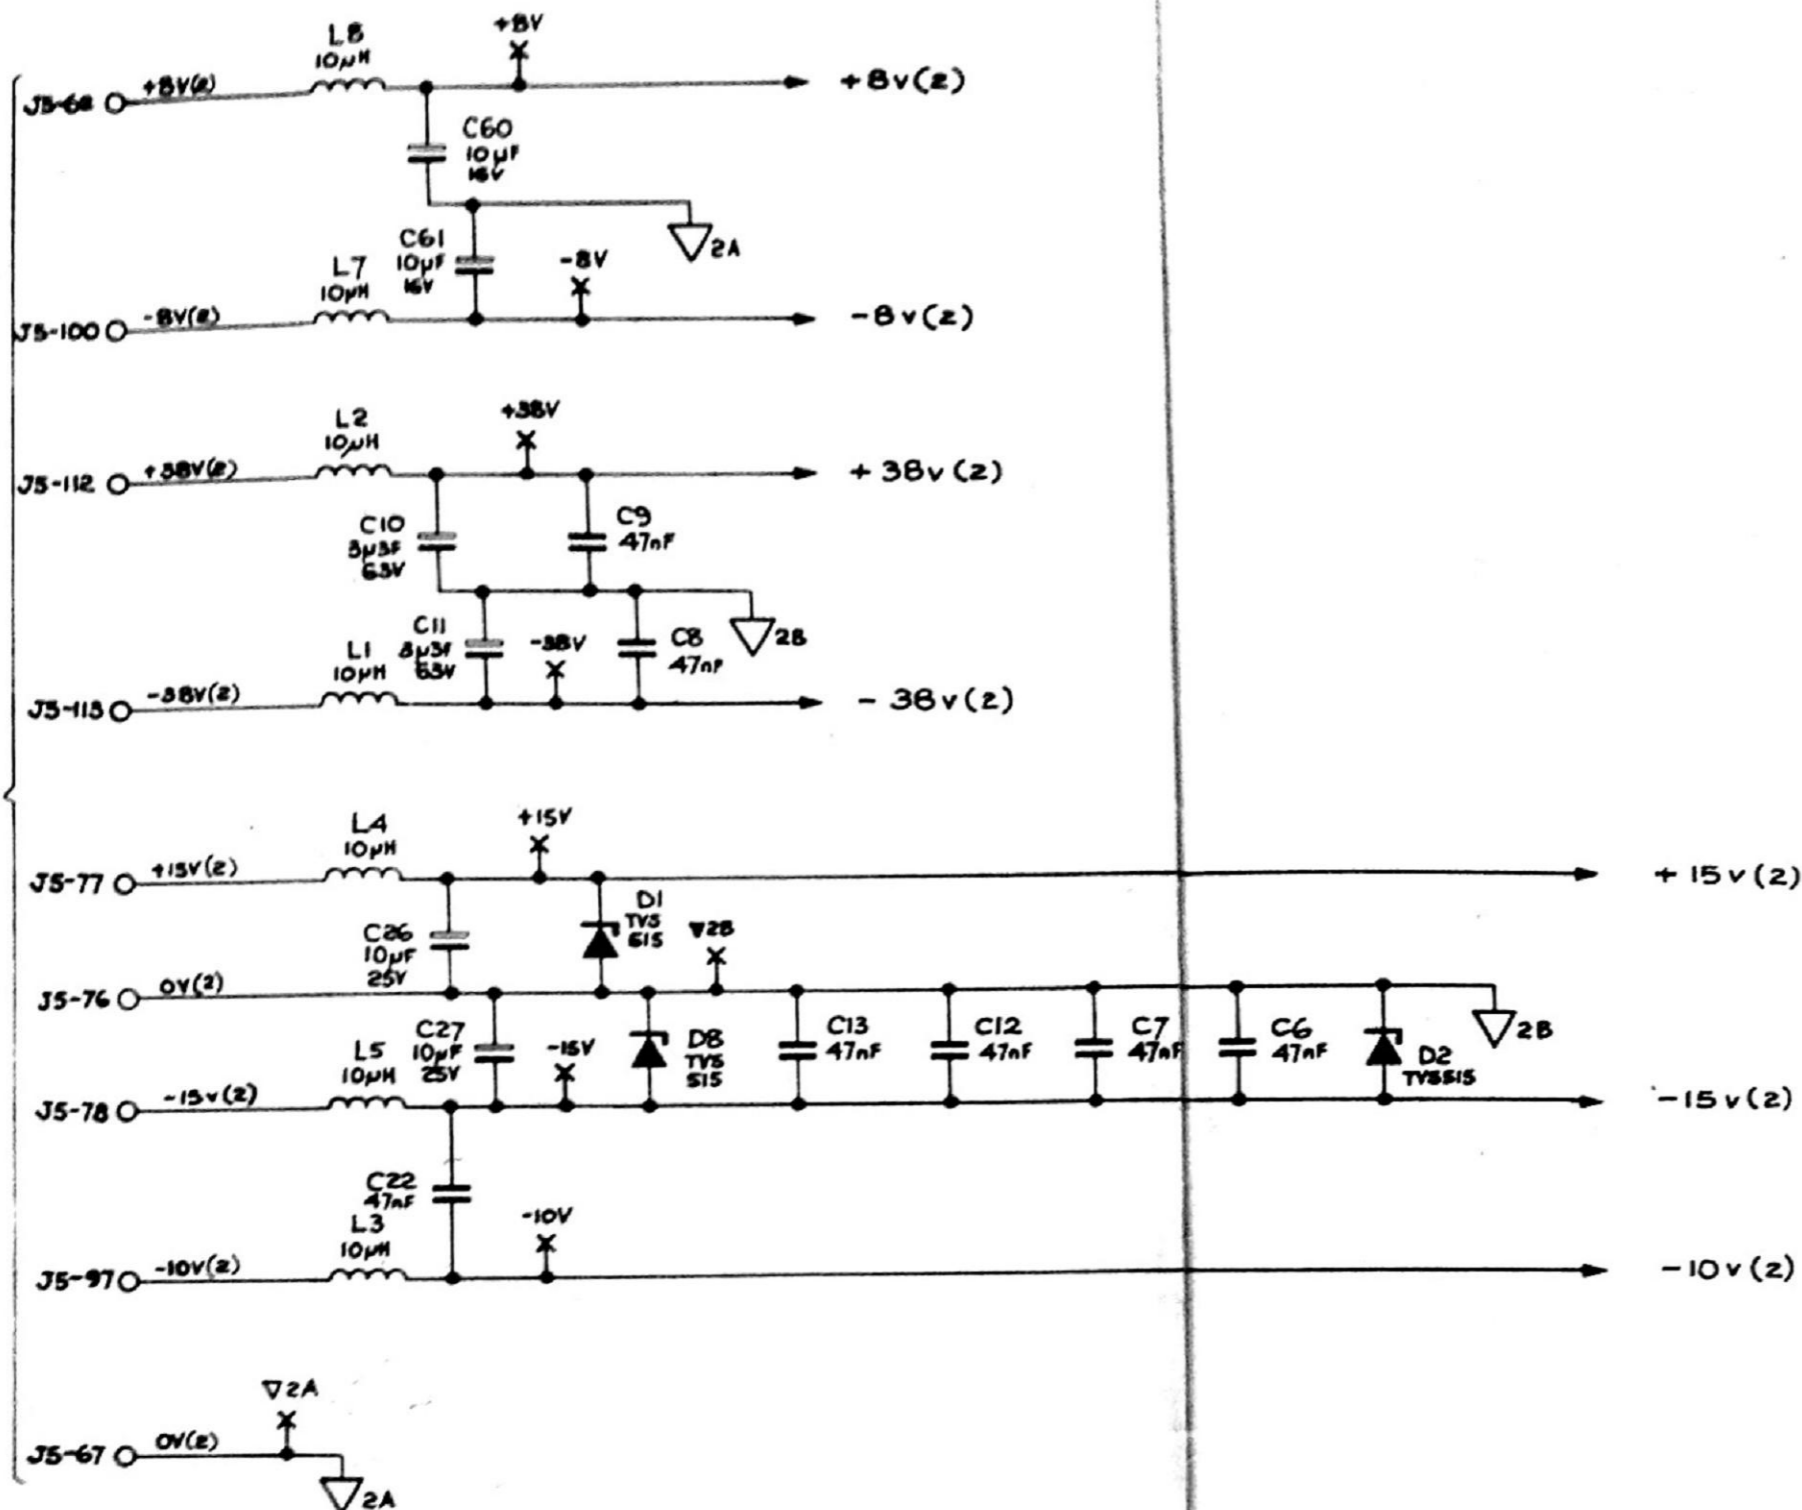 +8V
L8
10µH
J5-68 +8V(2)
+8v(2)
C60
10µF
16V
2A
C61
10µF
16V
-8V
L7
10µH
J5-100 -8V(2)
-8v(2)
+38V
L2
10µH
J5-112 +38V(2)
+38v(2)
C10
3µ3F
63V
C9
47nF
2B
C11
3µ3F
63V
-38V
C8
47nF
L1
10µH
J5-113 -38V(2)
-38v(2)
+15V
L4
10µH
J5-77 +15V(2)
+15v(2)
D1
TVS
515
▼2B
C26
10µF
25V
J5-76 0V(2)
2B
C27
10µF
25V
-15V
D8
TVS
515
C13
47nF
C12
47nF
C7
47nF
C6
47nF
D2
TVS515
L5
10µH
J5-78 -15v(2)
-15v(2)
C22
47nF
-10V
L3
10µH
J5-97 -10v(2)
-10v(2)
▽2A
J5-67 0V(2)
2A